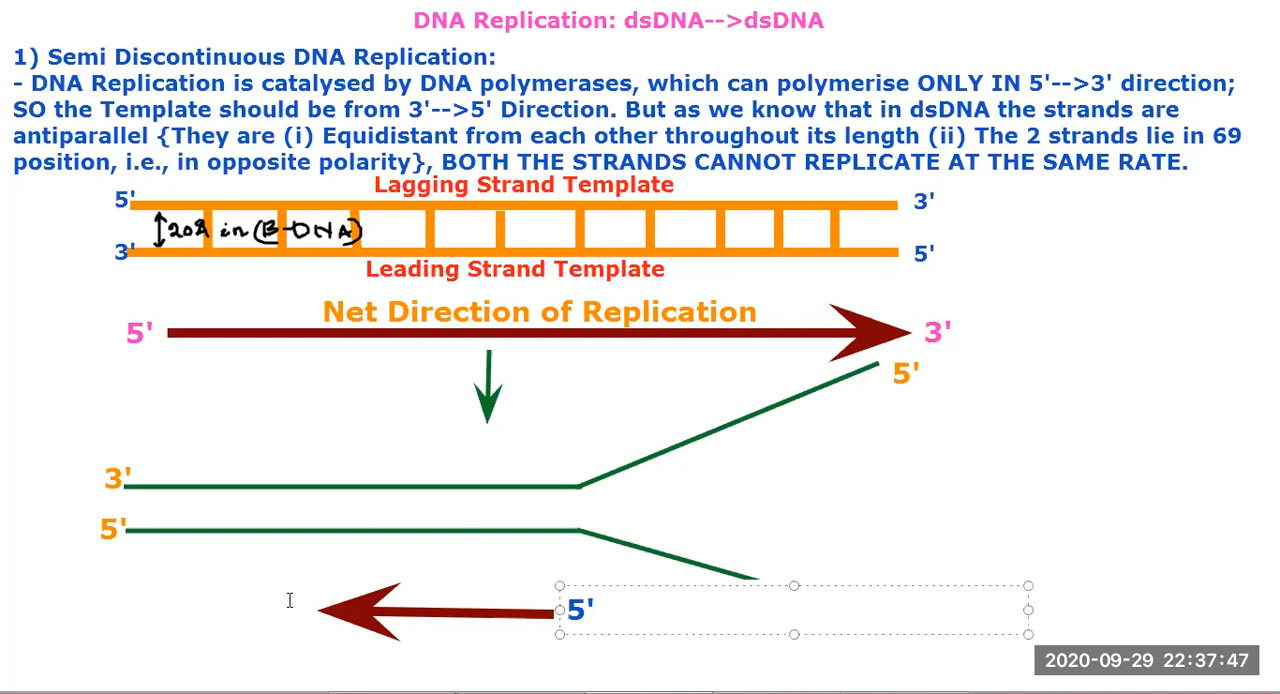 DNA Replication: dsDNA-->dsDNA
1) Semi Discontinuous DNA Replication:
- DNA Replication is catalysed by DNA polymerases, which can polymerise ONLY IN 5'-->3' direction;
SO the Template should be from 3'-->5' Direction. But as we know that in dsDNA the strands are
antiparallel {They are (i) Equidistant from each other throughout its length (ii) The 2 strands lie in 69
position, i.e., in opposite polarity}, BOTH THE STRANDS CANNOT REPLICATE AT THE SAME RATE.
Lagging Strand Template
5' 3'
20Å in (B-DNA)
3' 5'
Leading Strand Template
Net Direction of Replication
5' 3'
5'
3'
5'
5'
2020-09-29 22:37:47